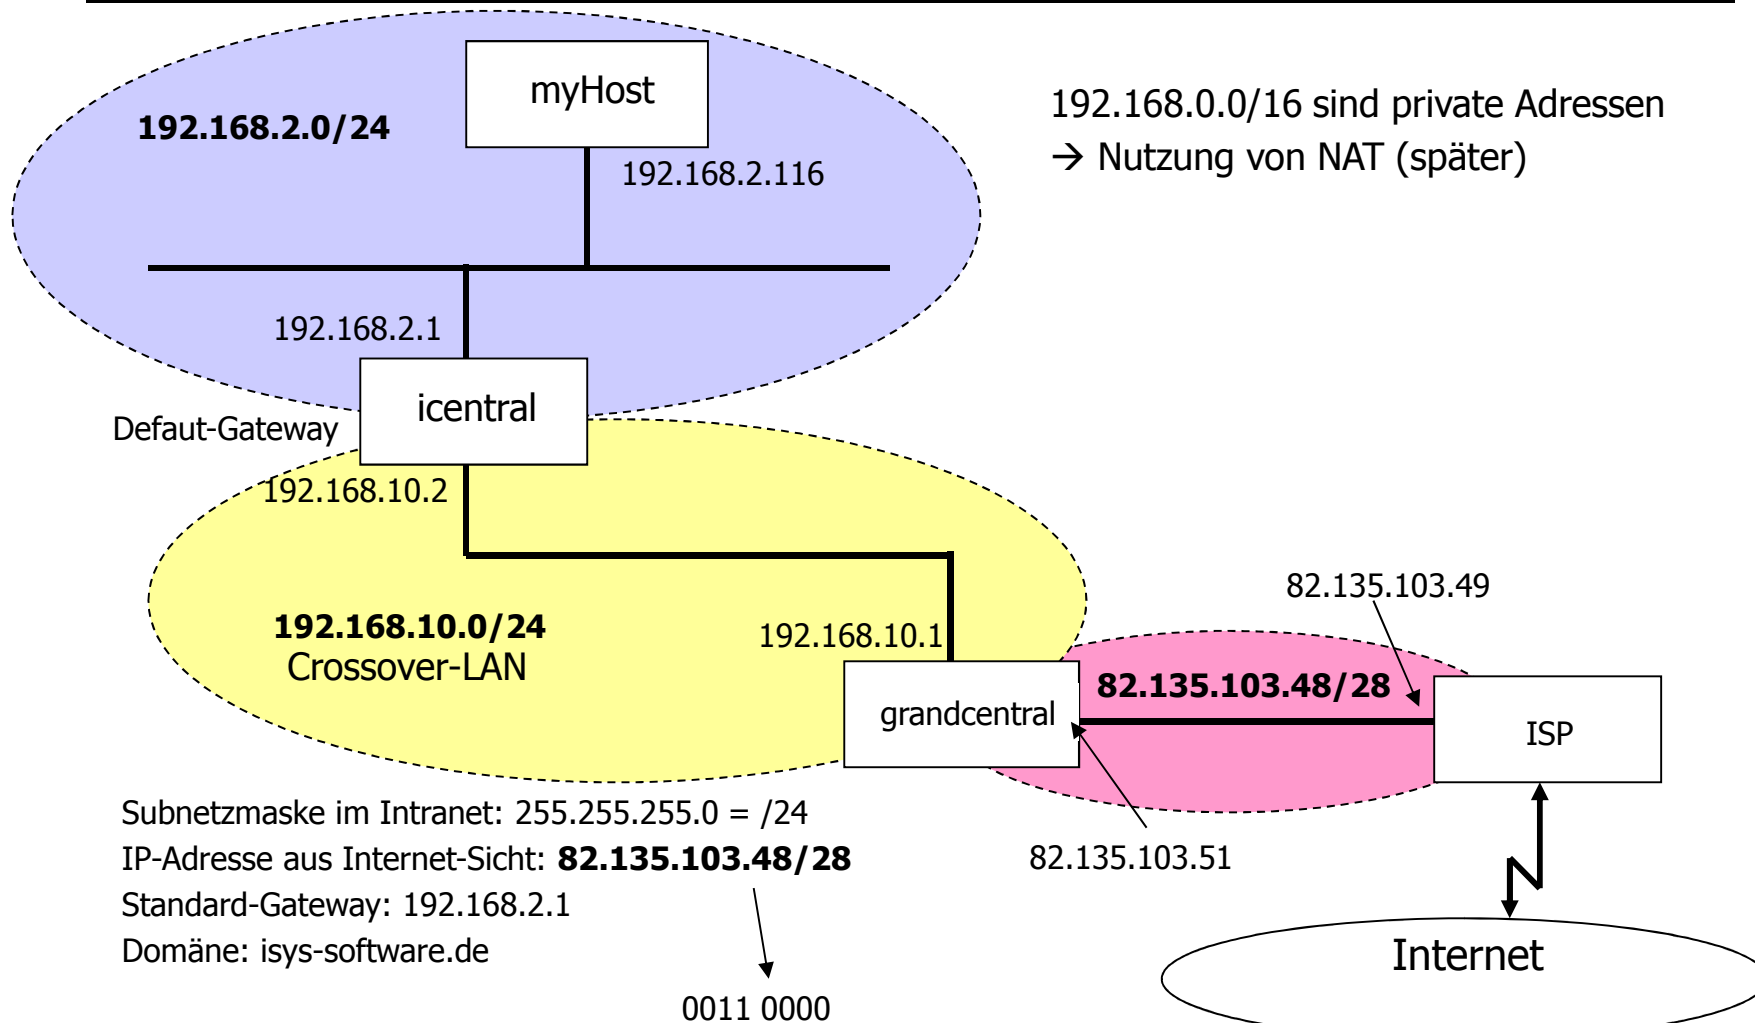 myHost
192.168.2.0/24
192.168.2.116
192.168.0.0/16 sind private Adressen
→ Nutzung von NAT (später)
192.168.2.1
icentral
Defaut-Gateway
192.168.10.2
192.168.10.0/24
Crossover-LAN
192.168.10.1
82.135.103.49
82.135.103.48/28
grandcentral
ISP
82.135.103.51
Subnetzmaske im Intranet: 255.255.255.0 = /24
IP-Adresse aus Internet-Sicht: 82.135.103.48/28
Standard-Gateway: 192.168.2.1
Domäne: isys-software.de
0011 0000
Internet